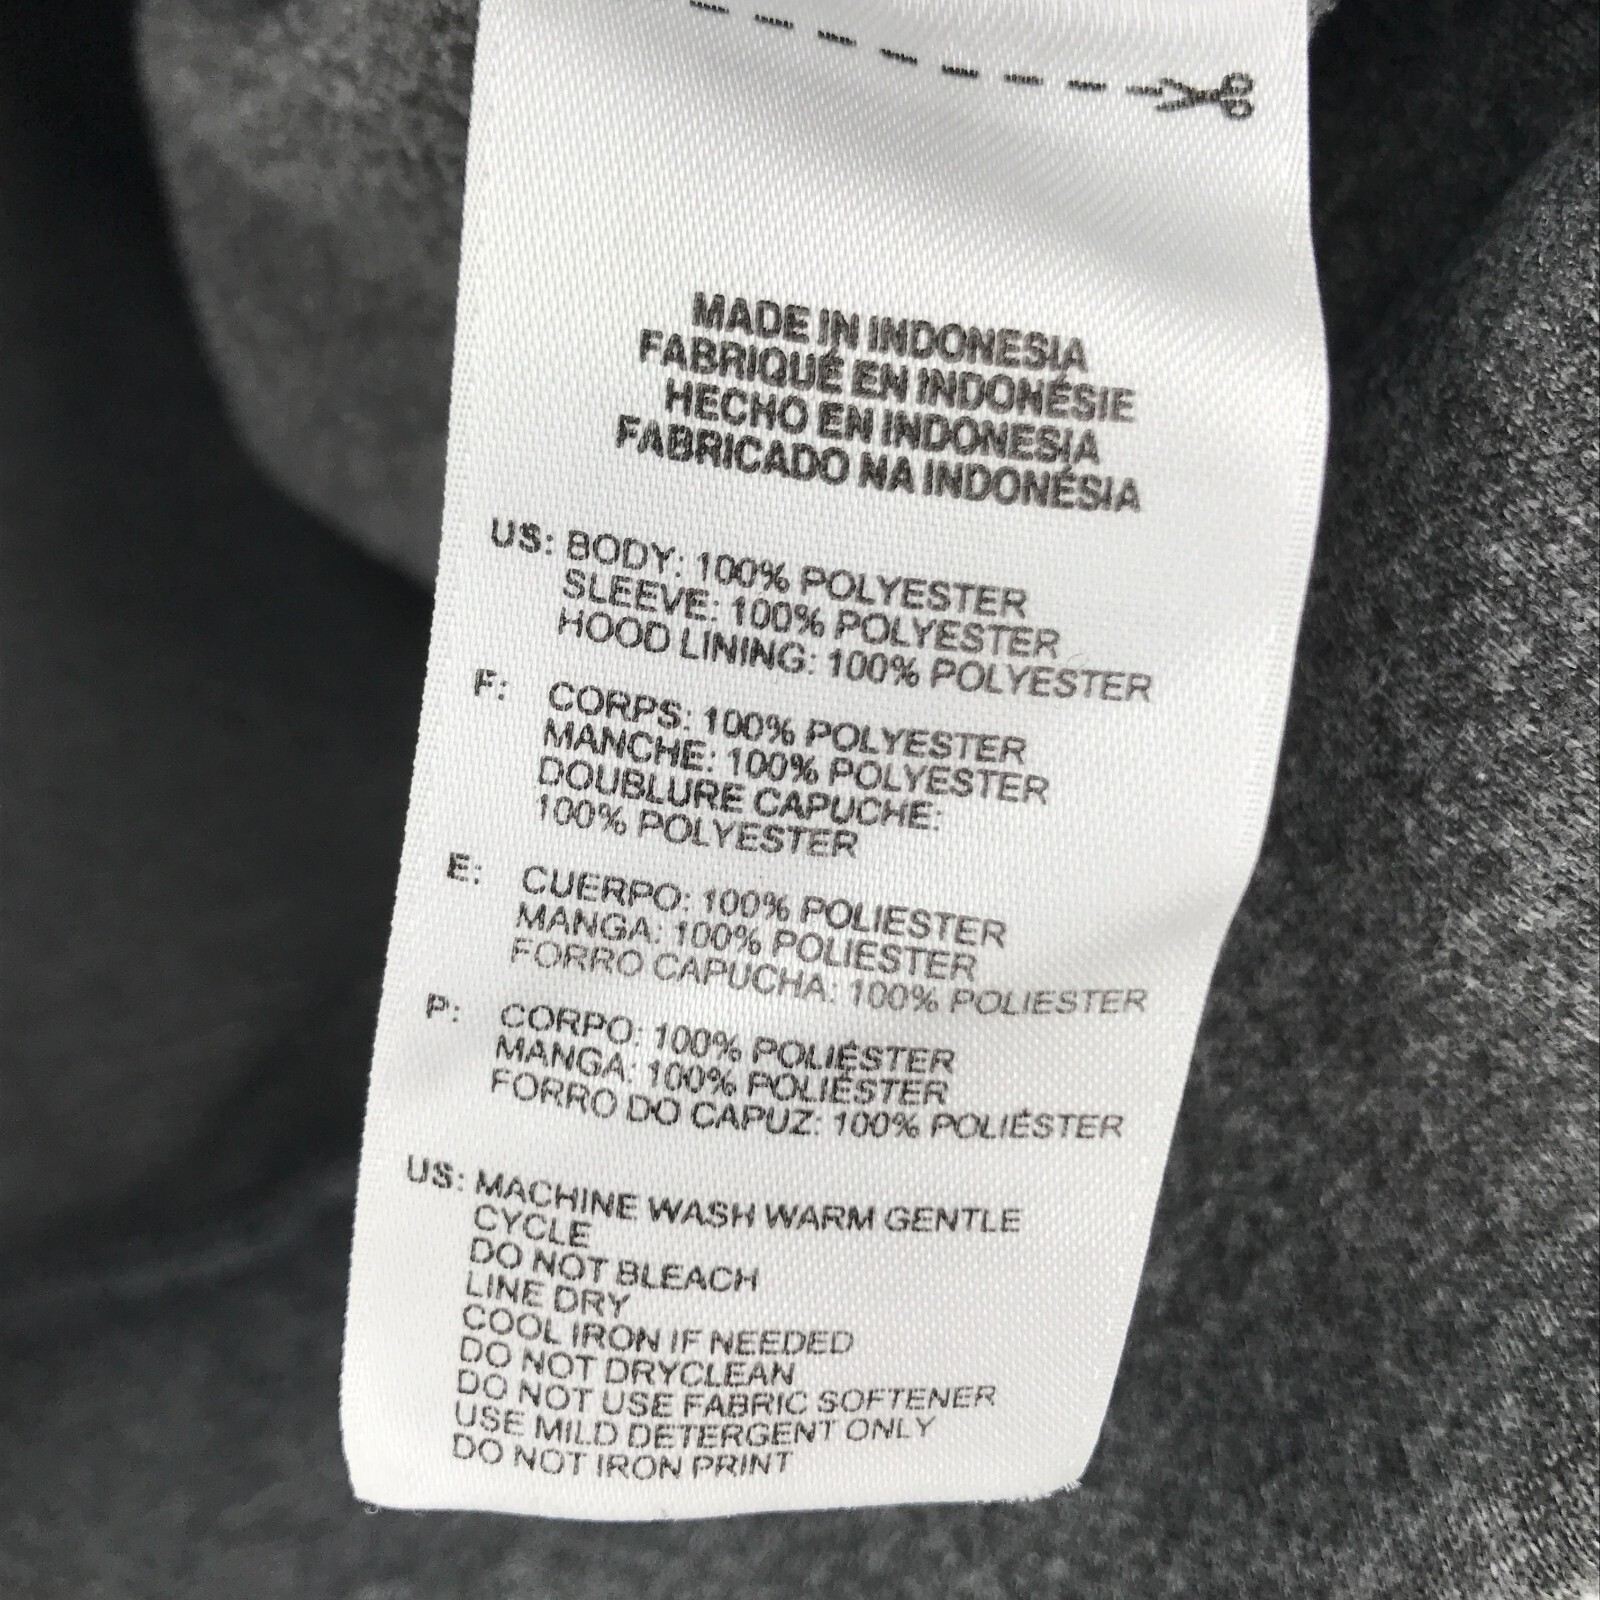 MADE IN INDONESIA
FABRIQUÉ EN INDONÉSIE
HECHO EN INDONESIA
FABRICADO NA INDONÉSIA
US: BODY: 100% POLYESTER
SLEEVE: 100% POLYESTER
HOOD LINING: 100% POLYESTER
F: CORPS: 100% POLYESTER
MANCHE: 100% POLYESTER
DOUBLURE CAPUCHE:
100% POLYESTER
E: CUERPO: 100% POLIESTER
MANGA: 100% POLIESTER
FORRO CAPUCHA: 100% POLIESTER
P: CORPO: 100% POLIÉSTER
MANGA: 100% POLIÉSTER
FORRO DO CAPUZ: 100% POLIÉSTER
US: MACHINE WASH WARM GENTLE
CYCLE
DO NOT BLEACH
LINE DRY
COOL IRON IF NEEDED
DO NOT DRYCLEAN
DO NOT USE FABRIC SOFTENER
USE MILD DETERGENT ONLY
DO NOT IRON PRINT